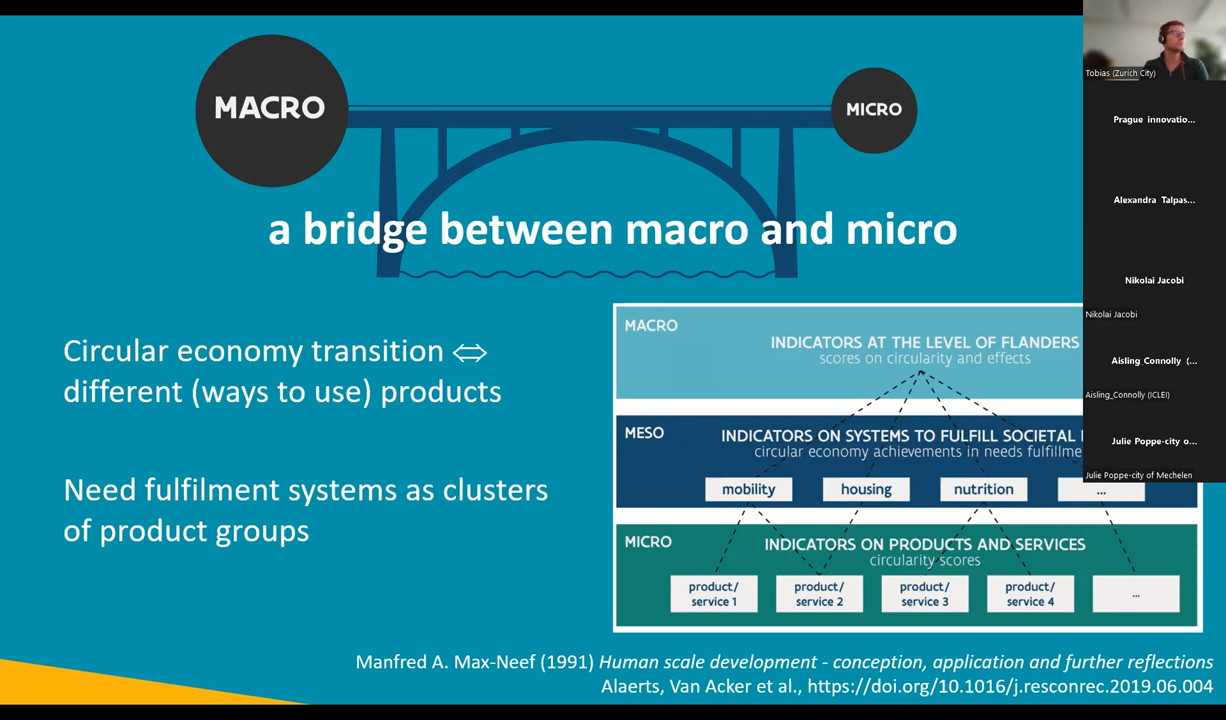 MACRO
MICRO
a bridge between macro and micro
Circular economy transition ⇔
different (ways to use) products
Need fulfilment systems as clusters
of product groups
MACRO
INDICATORS AT THE LEVEL OF FLANDERS
scores on circularity and effects
MESO
INDICATORS ON SYSTEMS TO FULFILL SOCIETAL
circular economy achievements in needs
mobility
housing
nutrition
...
MICRO
INDICATORS ON PRODUCTS AND SERVICES
circularity scores
product/
service 1
product/
service 2
product/
service 3
product/
service 4
...
Manfred A. Max-Neef (1991) Human scale development - conception, application and further reflections
Alaerts, Van Acker et al., https://doi.org/10.1016/j.resconrec.2019.06.004
Tobias (Zurich City)
Prague innovatio...
Alexandra Talpas...
Nikolai Jacobi
Nikolai Jacobi
Aisling_Connolly (...
Aisling_Connolly (ICLEI)
Julie Poppe-city o...
Julie Poppe-city of Mechelen